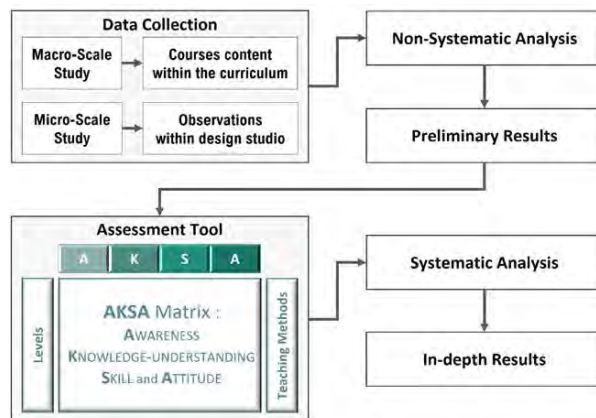 Data Collection
Macro-Scale
Study
Courses content
within the curriculum
Micro-Scale
Study
Observations
within design studio
Non-Systematic Analysis
Preliminary Results
Assessment Tool
A K S A
Levels
AKSA Matrix :
AWARENESS
KNOWLEDGE-UNDERSTANDING
SKILL and ATTITUDE
Teaching Methods
Systematic Analysis
In-depth Results